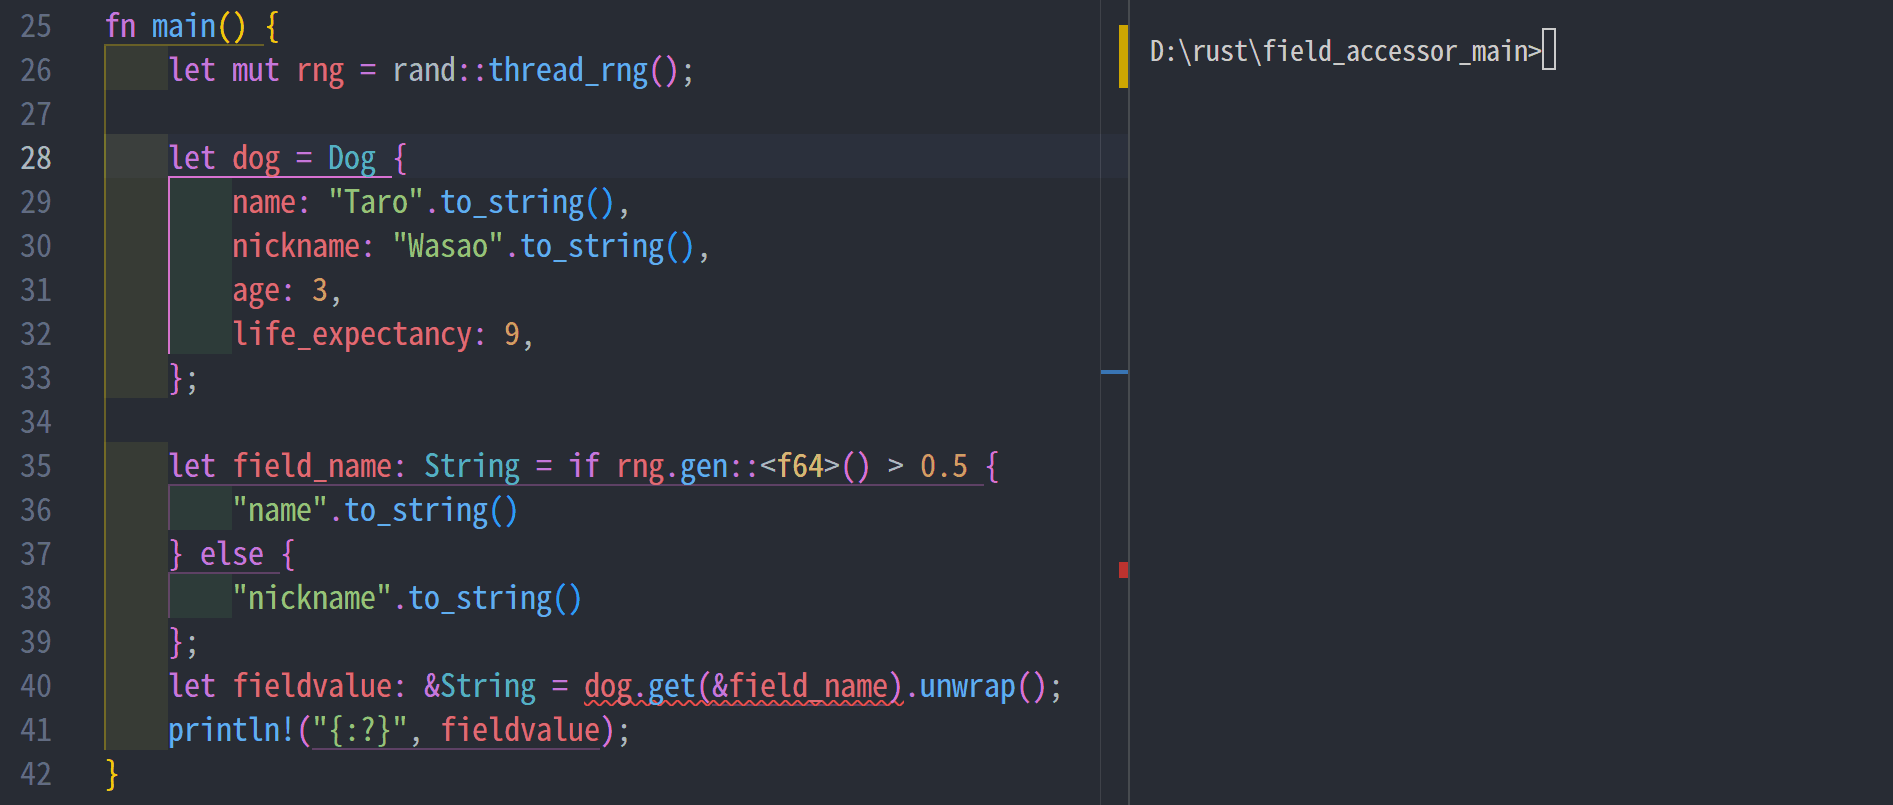 25 fn main() {
26     let mut rng = rand::thread_rng();
27
28     let dog = Dog {
29         name: "Taro".to_string(),
30         nickname: "Wasao".to_string(),
31         age: 3,
32         life_expectancy: 9,
33     };
34
35     let field_name: String = if rng.gen::<f64>() > 0.5 {
36         "name".to_string()
37     } else {
38         "nickname".to_string()
39     };
40     let fieldvalue: &String = dog.get(&field_name).unwrap();
41     println!("{:?}", fieldvalue);
42 }
D:\rust\field_accessor_main>